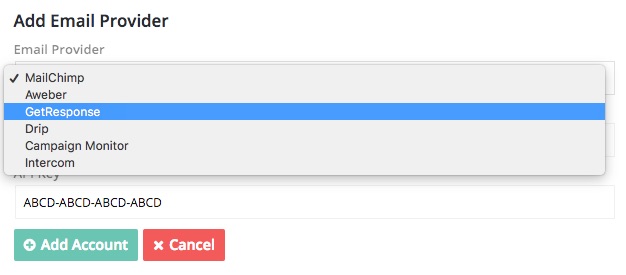 Add Email Provider
Email Provider
MailChimp
Aweber
GetResponse
Drip
Campaign Monitor
Intercom
API Key
ABCD-ABCD-ABCD-ABCD
Add Account
Cancel